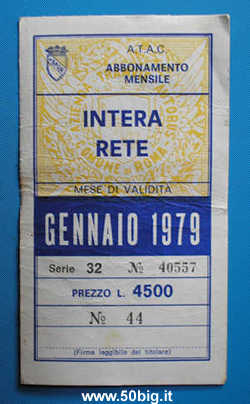 A.T.A.C.
ABBONAMENTO
MENSILE
INTERA
RETE
MESE DI VALIDITÀ
GENNAIO 1979
Serie 32 Nº 40557
PREZZO L. 4500
Nº 44
(Firma leggibile del titolare)
www.50big.it